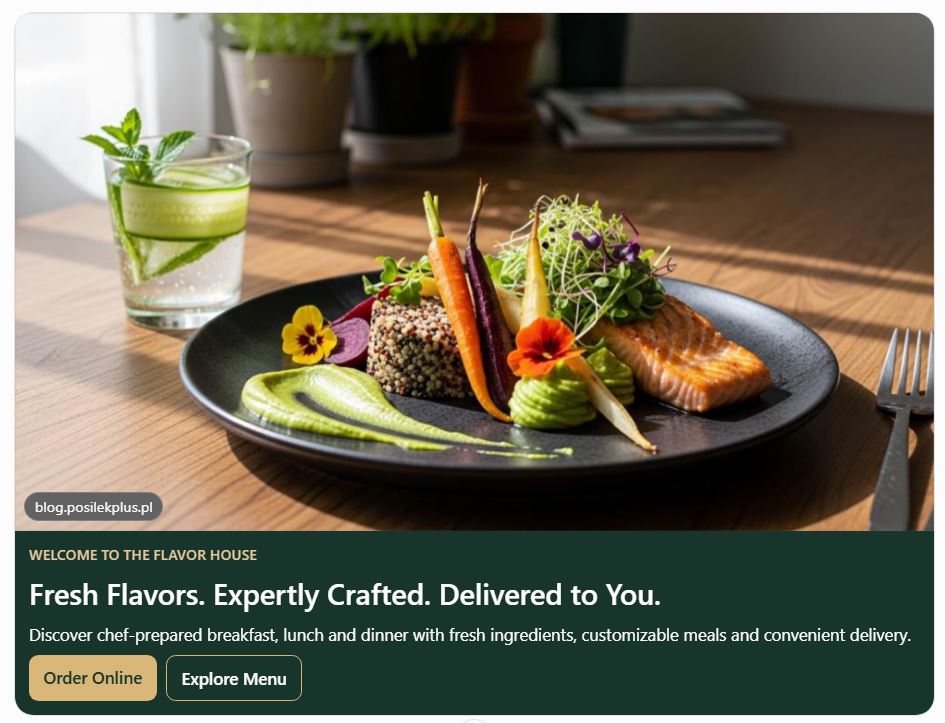 blog.posilekplus.pl
WELCOME TO THE FLAVOR HOUSE
Fresh Flavors. Expertly Crafted. Delivered to You.
Discover chef-prepared breakfast, lunch and dinner with fresh ingredients, customizable meals and convenient delivery.
Order Online
Explore Menu